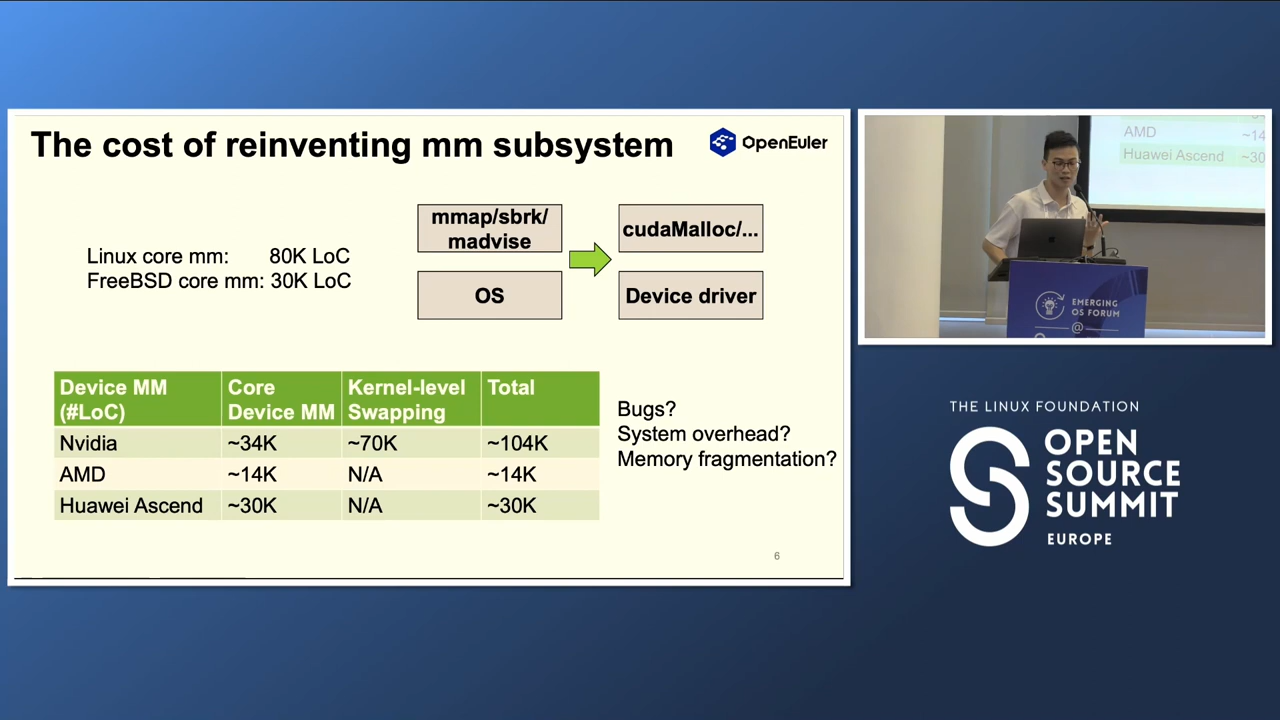 The cost of reinventing mm subsystem
OpenEuler
mmap/sbrk/
madvise
cudaMalloc/...
Linux core mm: 80K LoC
FreeBSD core mm: 30K LoC
OS
Device driver
Device MM (#LoC) Core Device MM Kernel-level Swapping Total
Nvidia ~34K ~70K ~104K
AMD ~14K N/A ~14K
Huawei Ascend ~30K N/A ~30K
Bugs?
System overhead?
Memory fragmentation?
6
AMD ~14
Huawei Ascend ~30
EMERGING
OS FORUM
@
THE LINUX FOUNDATION
OPEN
SOURCE
SUMMIT
EUROPE